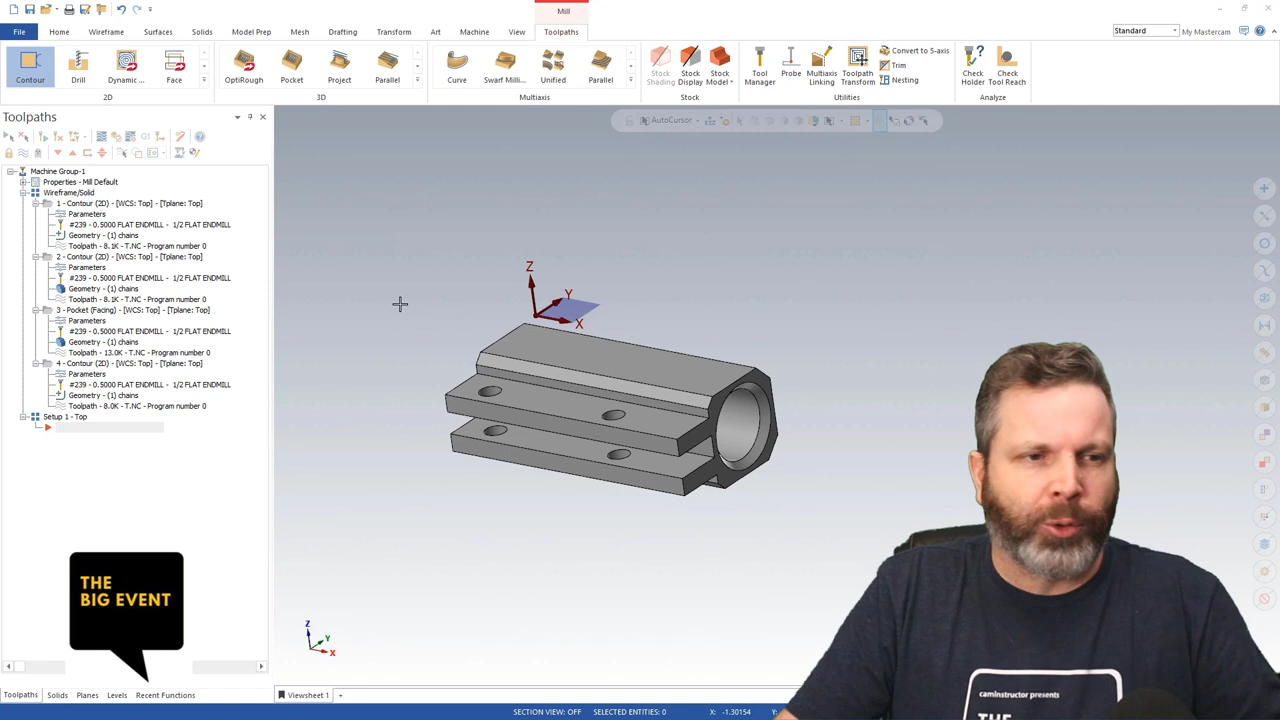 Mill
File
Home
Wireframe
Surfaces
Solids
Model Prep
Mesh
Drafting
Transform
Art
Machine
View
Toolpaths
Standard
My Mastercam
Contour
Drill
Dynamic ...
Face
2D
OptiRough
Pocket
Project
Parallel
3D
Curve
Swarf Milli...
Unified
Parallel
Multiaxis
Stock Shading
Stock Display
Stock Model
Stock
Tool Manager
Probe
Multiaxis Linking
Toolpath Transform
Convert to 5-axis
Trim
Nesting
Utilities
Check Holder
Check Tool Reach
Analyze
Toolpaths
AutoCursor
Machine Group-1
Properties - Mill Default
Wireframe/Solid
1 - Contour (2D) - [WCS: Top] - [Tplane: Top]
Parameters
#239 - 0.5000 FLAT ENDMILL - 1/2 FLAT ENDMILL
Geometry - (1) chains
Toolpath - 8.1K - T.NC - Program number 0
2 - Contour (2D) - [WCS: Top] - [Tplane: Top]
Parameters
#239 - 0.5000 FLAT ENDMILL - 1/2 FLAT ENDMILL
Geometry - (1) chains
Toolpath - 8.1K - T.NC - Program number 0
3 - Pocket (Facing) - [WCS: Top] - [Tplane: Top]
Parameters
#239 - 0.5000 FLAT ENDMILL - 1/2 FLAT ENDMILL
Geometry - (1) chains
Toolpath - 13.0K - T.NC - Program number 0
4 - Contour (2D) - [WCS: Top] - [Tplane: Top]
Parameters
#239 - 0.5000 FLAT ENDMILL - 1/2 FLAT ENDMILL
Geometry - (1) chains
Toolpath - 8.0K - T.NC - Program number 0
Setup 1 - Top
Z
Y
X
THE
BIG EVENT
Z
Y
X
camInstructor presents
THE
Toolpaths
Solids
Planes
Levels
Recent Functions
Viewsheet 1
+
SECTION VIEW: OFF
SELECTED ENTITIES: 0
X: -1.30154
Y: